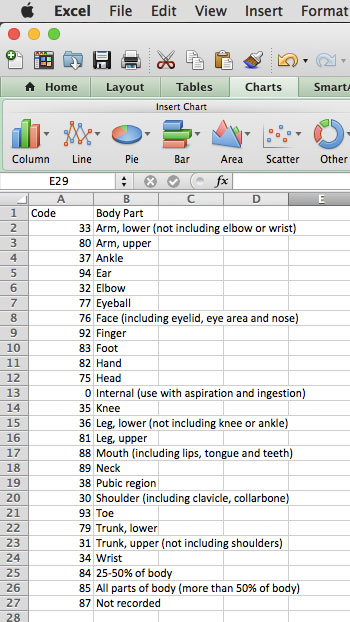 Excel File Edit View Insert Format
Home Layout Tables Charts Smart
Insert Chart
Column Line Pie Bar Area Scatter Other
E29 fx
A B C D E
1 Code Body Part
2 33 Arm, lower (not including elbow or wrist)
3 80 Arm, upper
4 37 Ankle
5 94 Ear
6 32 Elbow
7 77 Eyeball
8 76 Face (including eyelid, eye area and nose)
9 92 Finger
10 83 Foot
11 82 Hand
12 75 Head
13 0 Internal (use with aspiration and ingestion)
14 35 Knee
15 36 Leg, lower (not including knee or ankle)
16 81 Leg, upper
17 88 Mouth (including lips, tongue and teeth)
18 89 Neck
19 38 Pubic region
20 30 Shoulder (including clavicle, collarbone)
21 93 Toe
22 79 Trunk, lower
23 31 Trunk, upper (not including shoulders)
24 34 Wrist
25 84 25-50% of body
26 85 All parts of body (more than 50% of body)
27 87 Not recorded
28